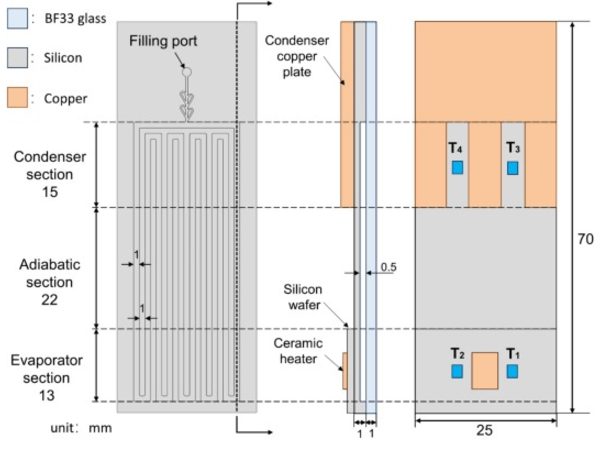 : BF33 glass
: Silicon
: Copper
Filling port
Condenser
copper
plate
Condenser
section
15
T4
T3
70
1
0.5
Adiabatic
section
22
1
Silicon
wafer
Ceramic
heater
Evaporator
section
13
T2
T1
unit: mm
1 1
25